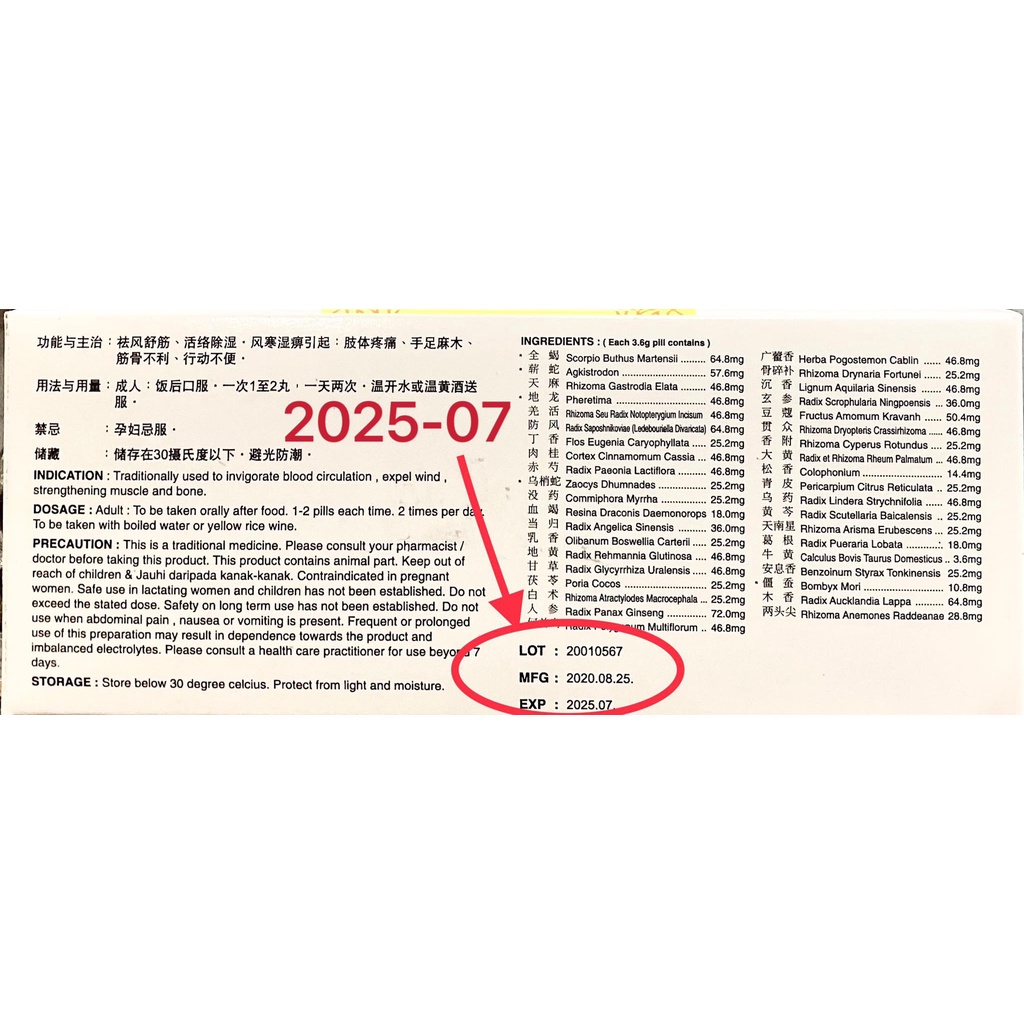 功能与主治：祛风舒筋、活络除湿。风寒湿痹引起：肢体疼痛、手足麻木、
筋骨不利、行动不便。
用法与用量：成人：饭后口服。一次1至2丸，一天两次。温开水或温黄酒送
服。
禁忌 ：孕妇忌服。
储藏 ：储存在30摄氏度以下。避光防潮。
INDICATION : Traditionally used to invigorate blood circulation , expel wind ,
strengthening muscle and bone.
DOSAGE : Adult : To be taken orally after food. 1-2 pills each time. 2 times per day.
To be taken with boiled water or yellow rice wine.
PRECAUTION : This is a traditional medicine. Please consult your pharmacist /
doctor before taking this product. This product contains animal part. Keep out of
reach of children & Jauhi daripada kanak-kanak. Contraindicated in pregnant
women. Safe use in lactating women and children has not been established. Do not
exceed the stated dose. Safety on long term use has not been established. Do not
use when abdominal pain , nausea or vomiting is present. Frequent or prolonged
use of this preparation may result in dependence towards the product and
imbalanced electrolytes. Please consult a health care practitioner for use beyond 7
days.
STORAGE : Store below 30 degree celcius. Protect from light and moisture.
2025-07
INGREDIENTS : ( Each 3.6g pill contains )
• 全蝎 Scorpio Buthus Martensii ......... 64.8mg
• 蕲蛇 Agkistrodon ............................ 57.6mg
天麻 Rhizoma Gastrodia Elata ......... 46.8mg
• 地龙 Pheretima ............................... 46.8mg
羌活 Rhizoma Seu Radix Notopterygium Incisum 46.8mg
防风 Radix Saposhnikoviae (Ledebouriella Divaricata) 64.8mg
丁香 Flos Eugenia Caryophyllata ..... 25.2mg
肉桂 Cortex Cinnamomum Cassia ... 46.8mg
赤芍 Radix Paeonia Lactiflora .......... 46.8mg
• 乌梢蛇 Zaocys Dhumnades ................ 25.2mg
没药 Commiphora Myrrha ............... 25.2mg
血竭 Resina Draconis Daemonorops 18.0mg
当归 Radix Angelica Sinensis .......... 36.0mg
乳香 Olibanum Boswellia Carterii ..... 25.2mg
地黄 Radix Rehmannia Glutinosa .... 46.8mg
甘草 Radix Glycyrrhiza Uralensis ..... 46.8mg
茯苓 Poria Cocos ............................ 25.2mg
白术 Rhizoma Atractylodes Macrocephala ... 25.2mg
人参 Radix Panax Ginseng .............. 72.0mg
Radix Polygonum Multiflorum .. 46.8mg
广藿香 Herba Pogostemon Cablin ...... 46.8mg
骨碎补 Rhizoma Drynaria Fortunei ...... 25.2mg
沉香 Lignum Aquilaria Sinensis ....... 46.8mg
玄参 Radix Scrophularia Ningpoensis ... 36.0mg
豆蔻 Fructus Amomum Kravanh ...... 50.4mg
贯众 Rhizoma Dryopteris Crassirhizoma ...... 46.8mg
香附 Rhizoma Cyperus Rotundus .... 25.2mg
大黄 Radix et Rhizoma Rheum Palmatum ... 46.8mg
松香 Colophonium .......................... 14.4mg
青皮 Pericarpium Citrus Reticulata .. 25.2mg
乌药 Radix Lindera Strychnifolia ...... 46.8mg
黄芩 Radix Scutellaria Baicalensis .. 25.2mg
天南星 Rhizoma Arisma Erubescens ... 25.2mg
葛根 Radix Pueraria Lobata ........... 18.0mg
牛黄 Calculus Bovis Taurus Domesticus .. 3.6mg
安息香 Benzoinum Styrax Tonkinensis 25.2mg
• 僵蚕 Bombyx Mori ........................ 10.8mg
木香 Radix Aucklandia Lappa ......... 64.8mg
两头尖 Rhizoma Anemones Raddeanae 28.8mg
LOT : 20010567
MFG : 2020.08.25.
EXP : 2025.07.